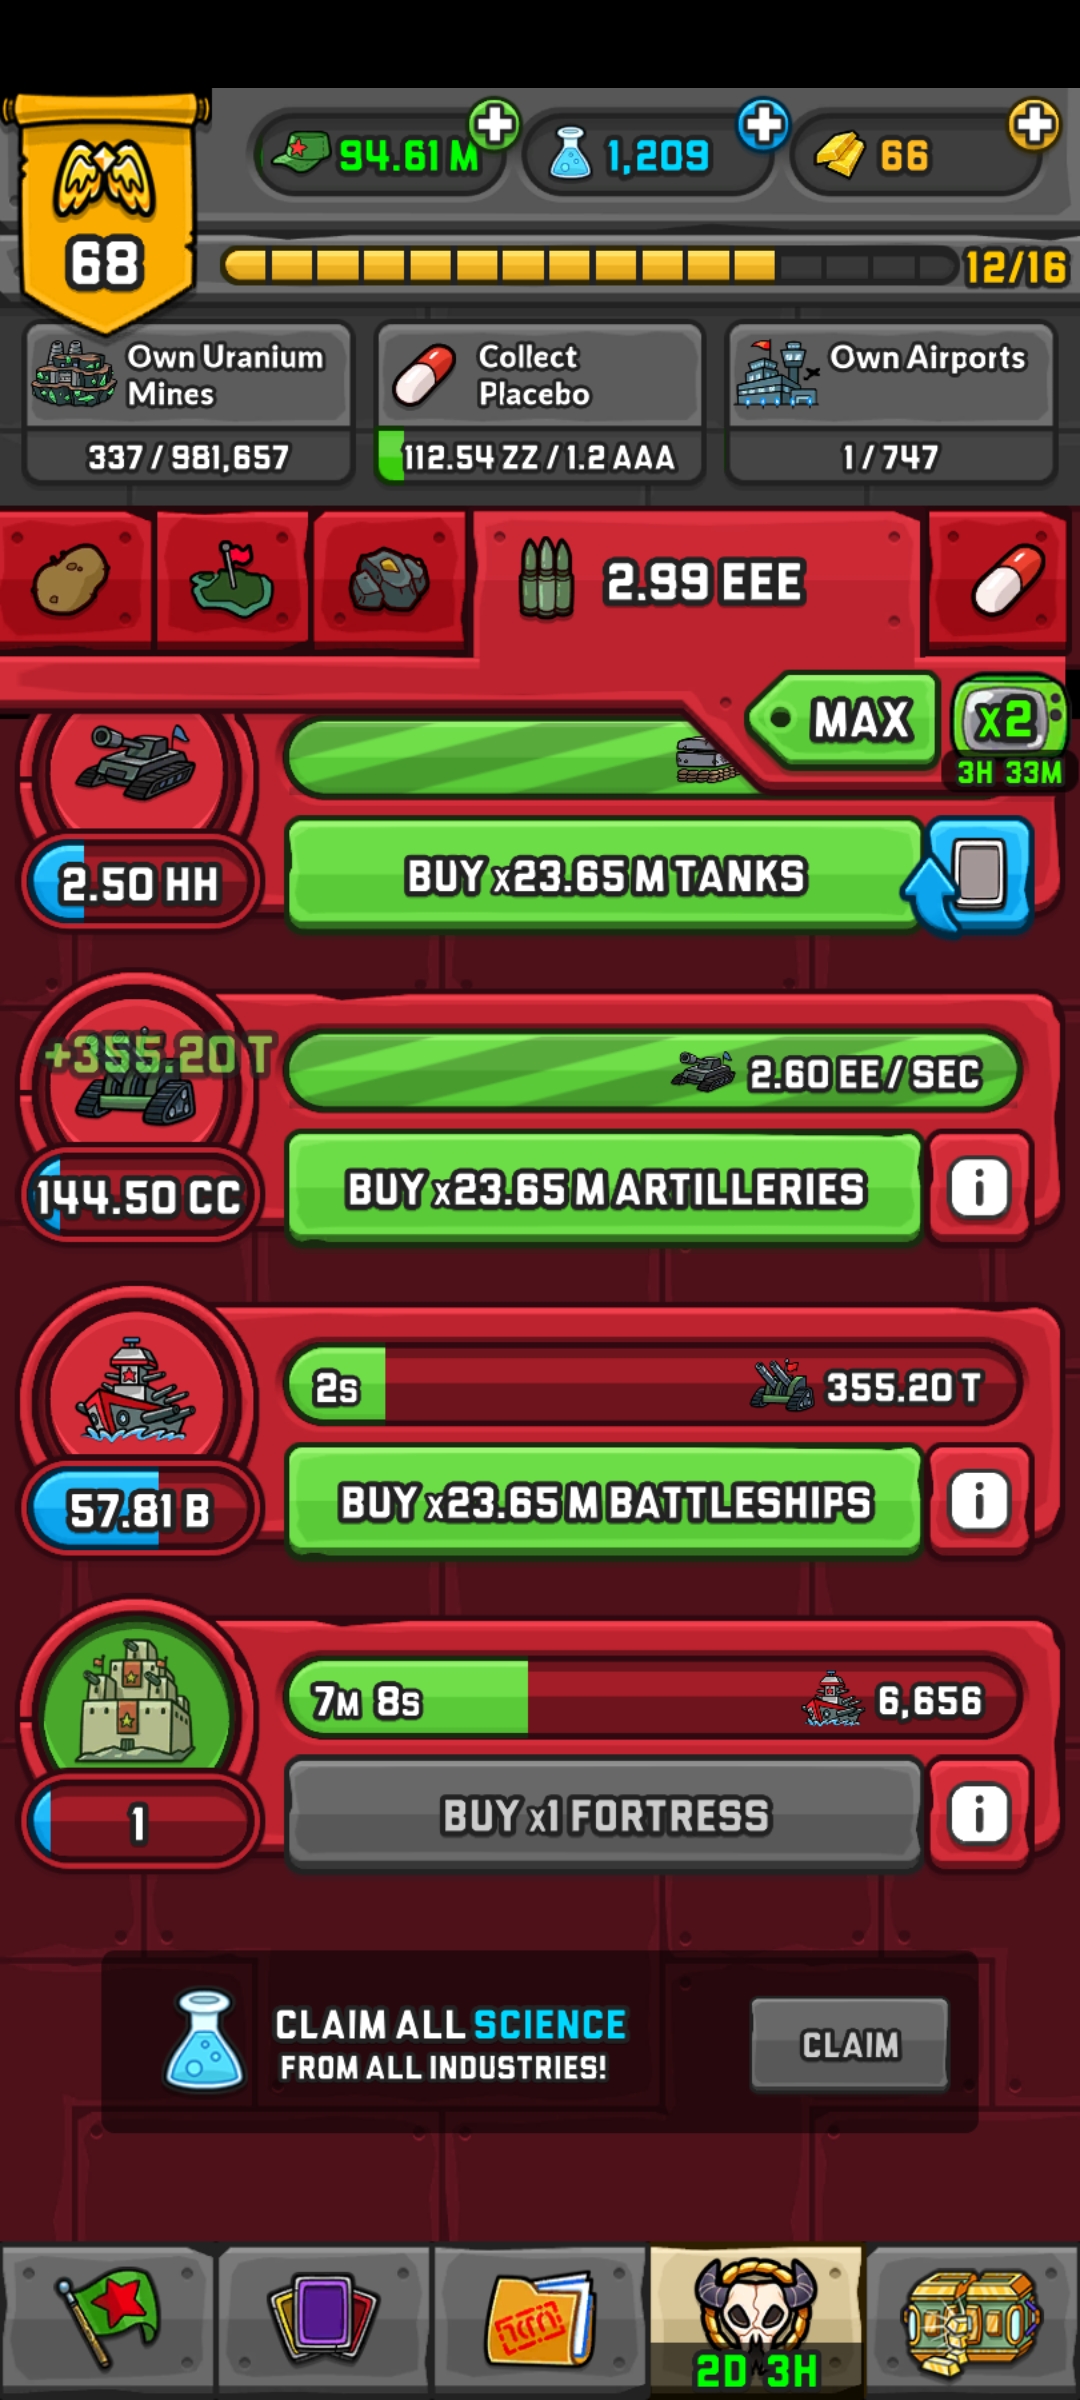 94.61 M
1,209
66
68
12/16
Own Uranium
Mines
337 / 981,657
Collect
Placebo
112.54 ZZ / 1.2 AAA
Own Airports
1 / 747
2.99 EEE
MAX
x2
3H 33M
2.50 HH
BUY x23.65 M TANKS
+355.20 T
2.60 EE / SEC
144.50 CC
BUY x23.65 M ARTILLERIES
i
2s
355.20 T
57.81 B
BUY x23.65 M BATTLESHIPS
i
7M 8s
6,656
1
BUY x1 FORTRESS
i
CLAIM ALL SCIENCE
FROM ALL INDUSTRIES!
CLAIM
2D 3H